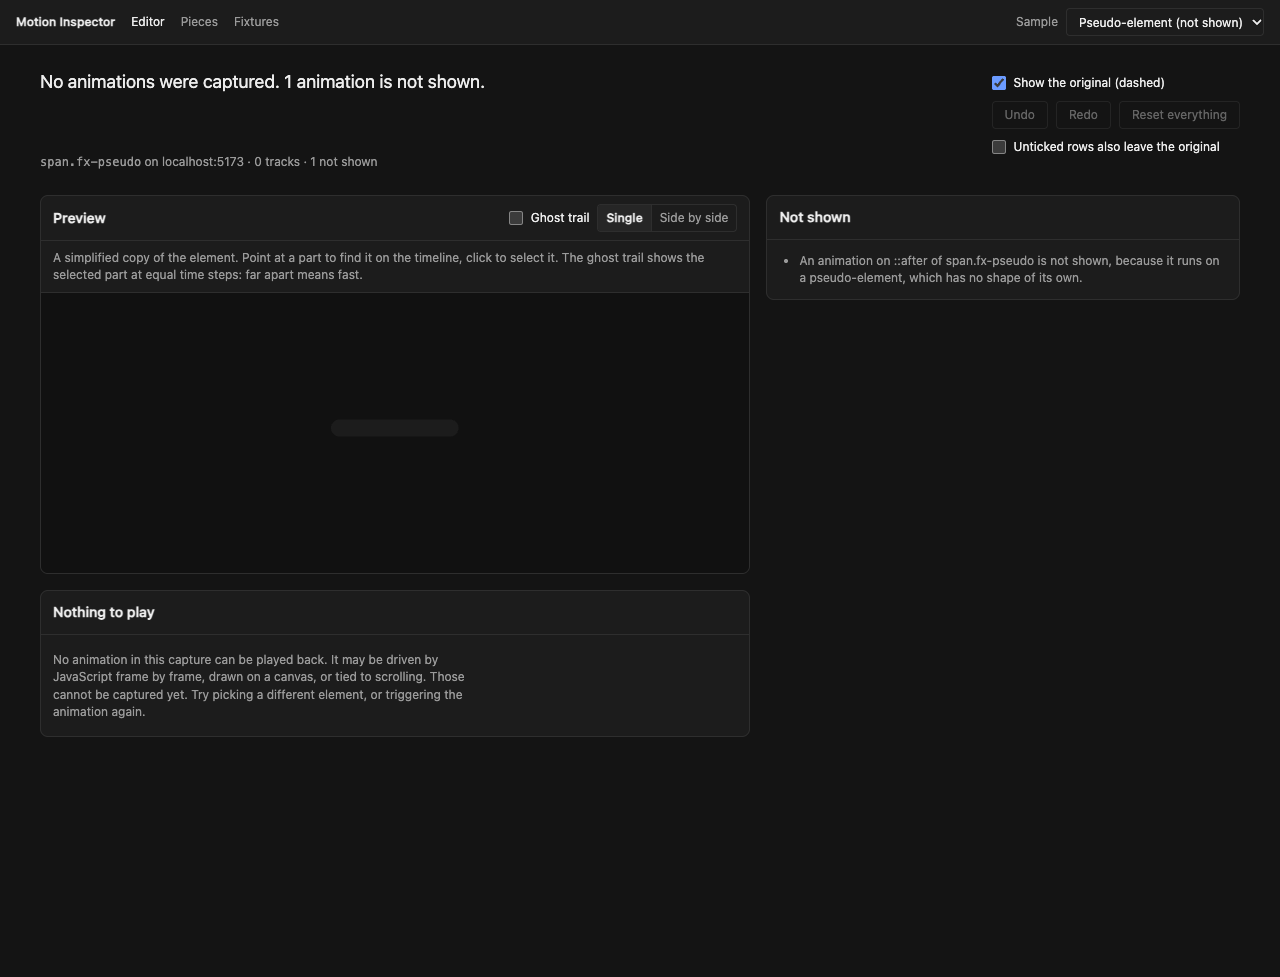 Motion Inspector Editor Pieces Fixtures Sample Pseudo-element (not shown)
No animations were captured. 1 animation is not shown.
Show the original (dashed)
Undo Redo Reset everything
Unticked rows also leave the original
span.fx-pseudo on localhost:5173 · 0 tracks · 1 not shown
Preview Ghost trail Single Side by side
A simplified copy of the element. Point at a part to find it on the timeline, click to select it. The ghost trail shows the
selected part at equal time steps: far apart means fast.
Not shown
• An animation on ::after of span.fx-pseudo is not shown, because it runs on
a pseudo-element, which has no shape of its own.
Nothing to play
No animation in this capture can be played back. It may be driven by
JavaScript frame by frame, drawn on a canvas, or tied to scrolling. Those
cannot be captured yet. Try picking a different element, or triggering the
animation again.